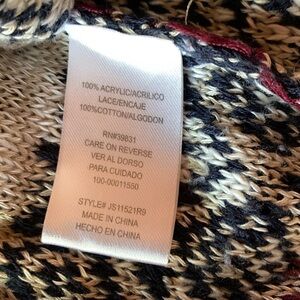 100% ACRYLIC/ACRILICO
LACE/ENCAJE
100%COTTON/ALGODON
RN#39831
CARE ON REVERSE
VER AL DORSO
PARA CUIDADO
100-00011550
STYLE# JS11521R9
MADE IN CHINA
HECHO EN CHINA